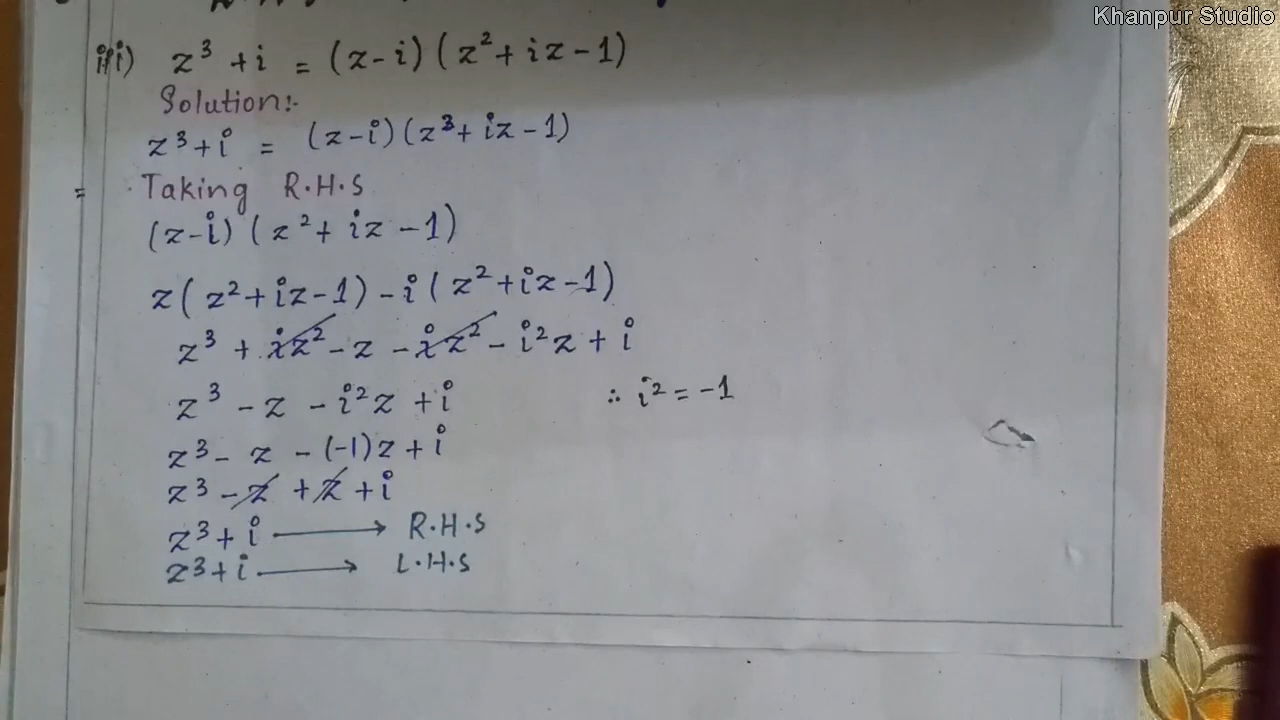 Khanpur Studio
iii) z³ + i = (z - i) (z² + iz - 1)
Solution:-
z³ + i = (z - i) (z³ + iz - 1)
= Taking R.H.S
(z - i) (z² + iz - 1)
z (z² + iz - 1) - i (z² + iz - 1)
z³ + iz² - z - iz² - i²z + i
z³ - z - i²z + i ∴ i² = -1
z³ - z - (-1)z + i
z³ - z + z + i
z³ + i ⟶ R.H.S
z³ + i ⟶ L.H.S